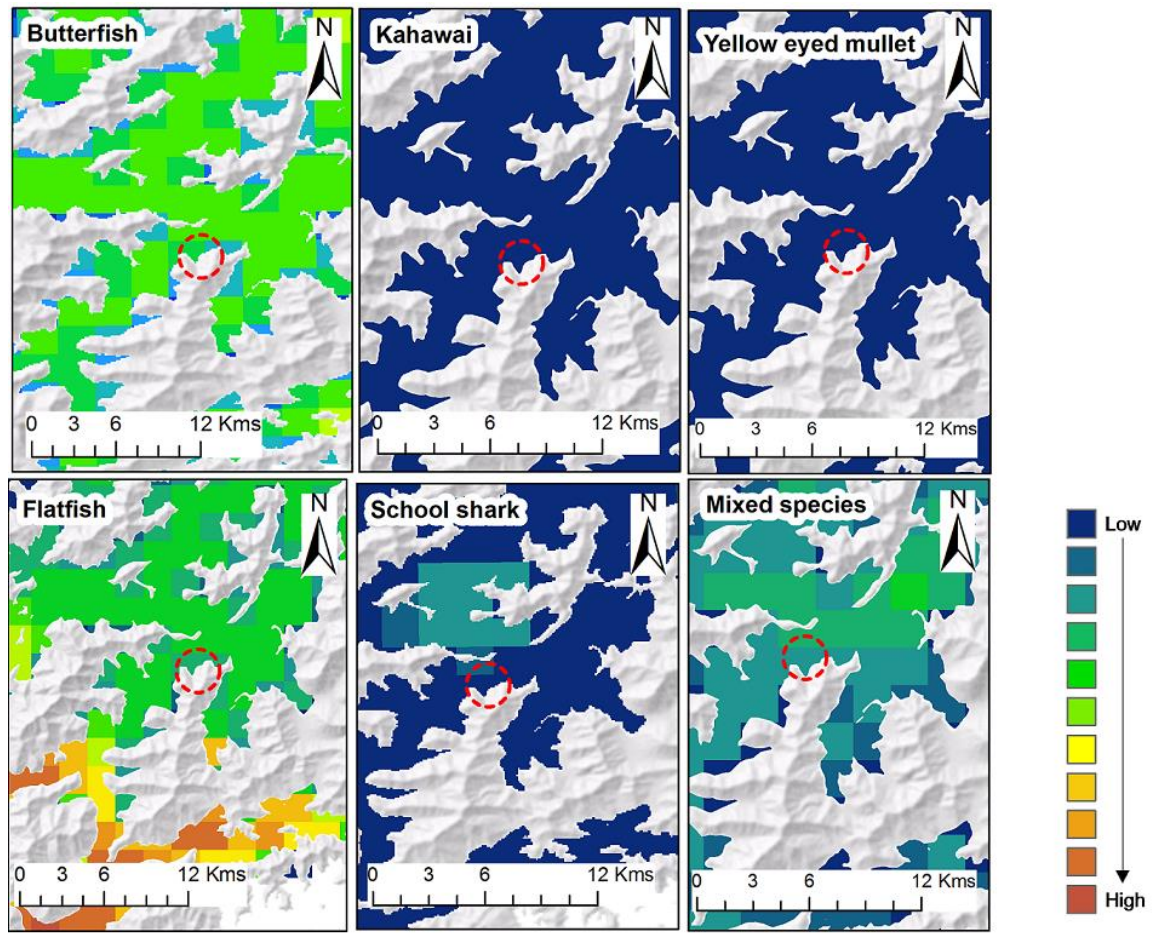 Butterfish
N
0 3 6 12 Kms
Kahawai
N
0 3 6 12 Kms
Yellow eyed mullet
N
0 3 6 12 Kms
Flatfish
N
0 3 6 12 Kms
School shark
N
0 3 6 12 Kms
Mixed species
N
0 3 6 12 Kms
Low
High